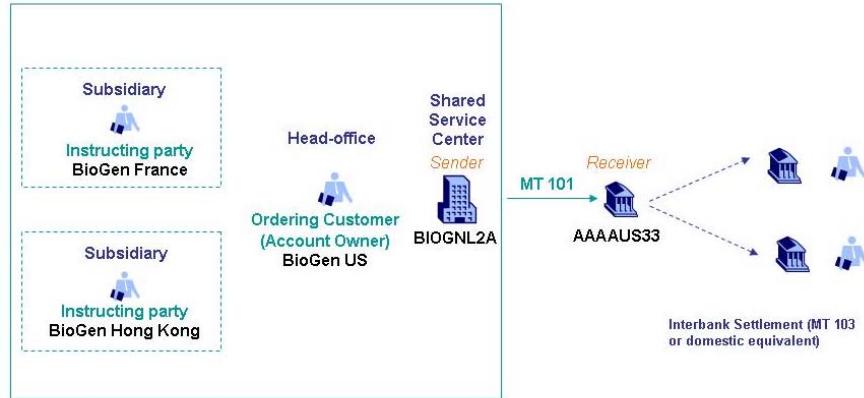 Subsidiary
Instructing party
BioGen France
Subsidiary
Instructing party
BioGen Hong Kong
Head-office
Ordering Customer
(Account Owner)
BioGen US
Shared
Service
Center
Sender
BIOGNL2A
MT 101
Receiver
AAAAUS33
Interbank Settlement (MT 103
or domestic equivalent)